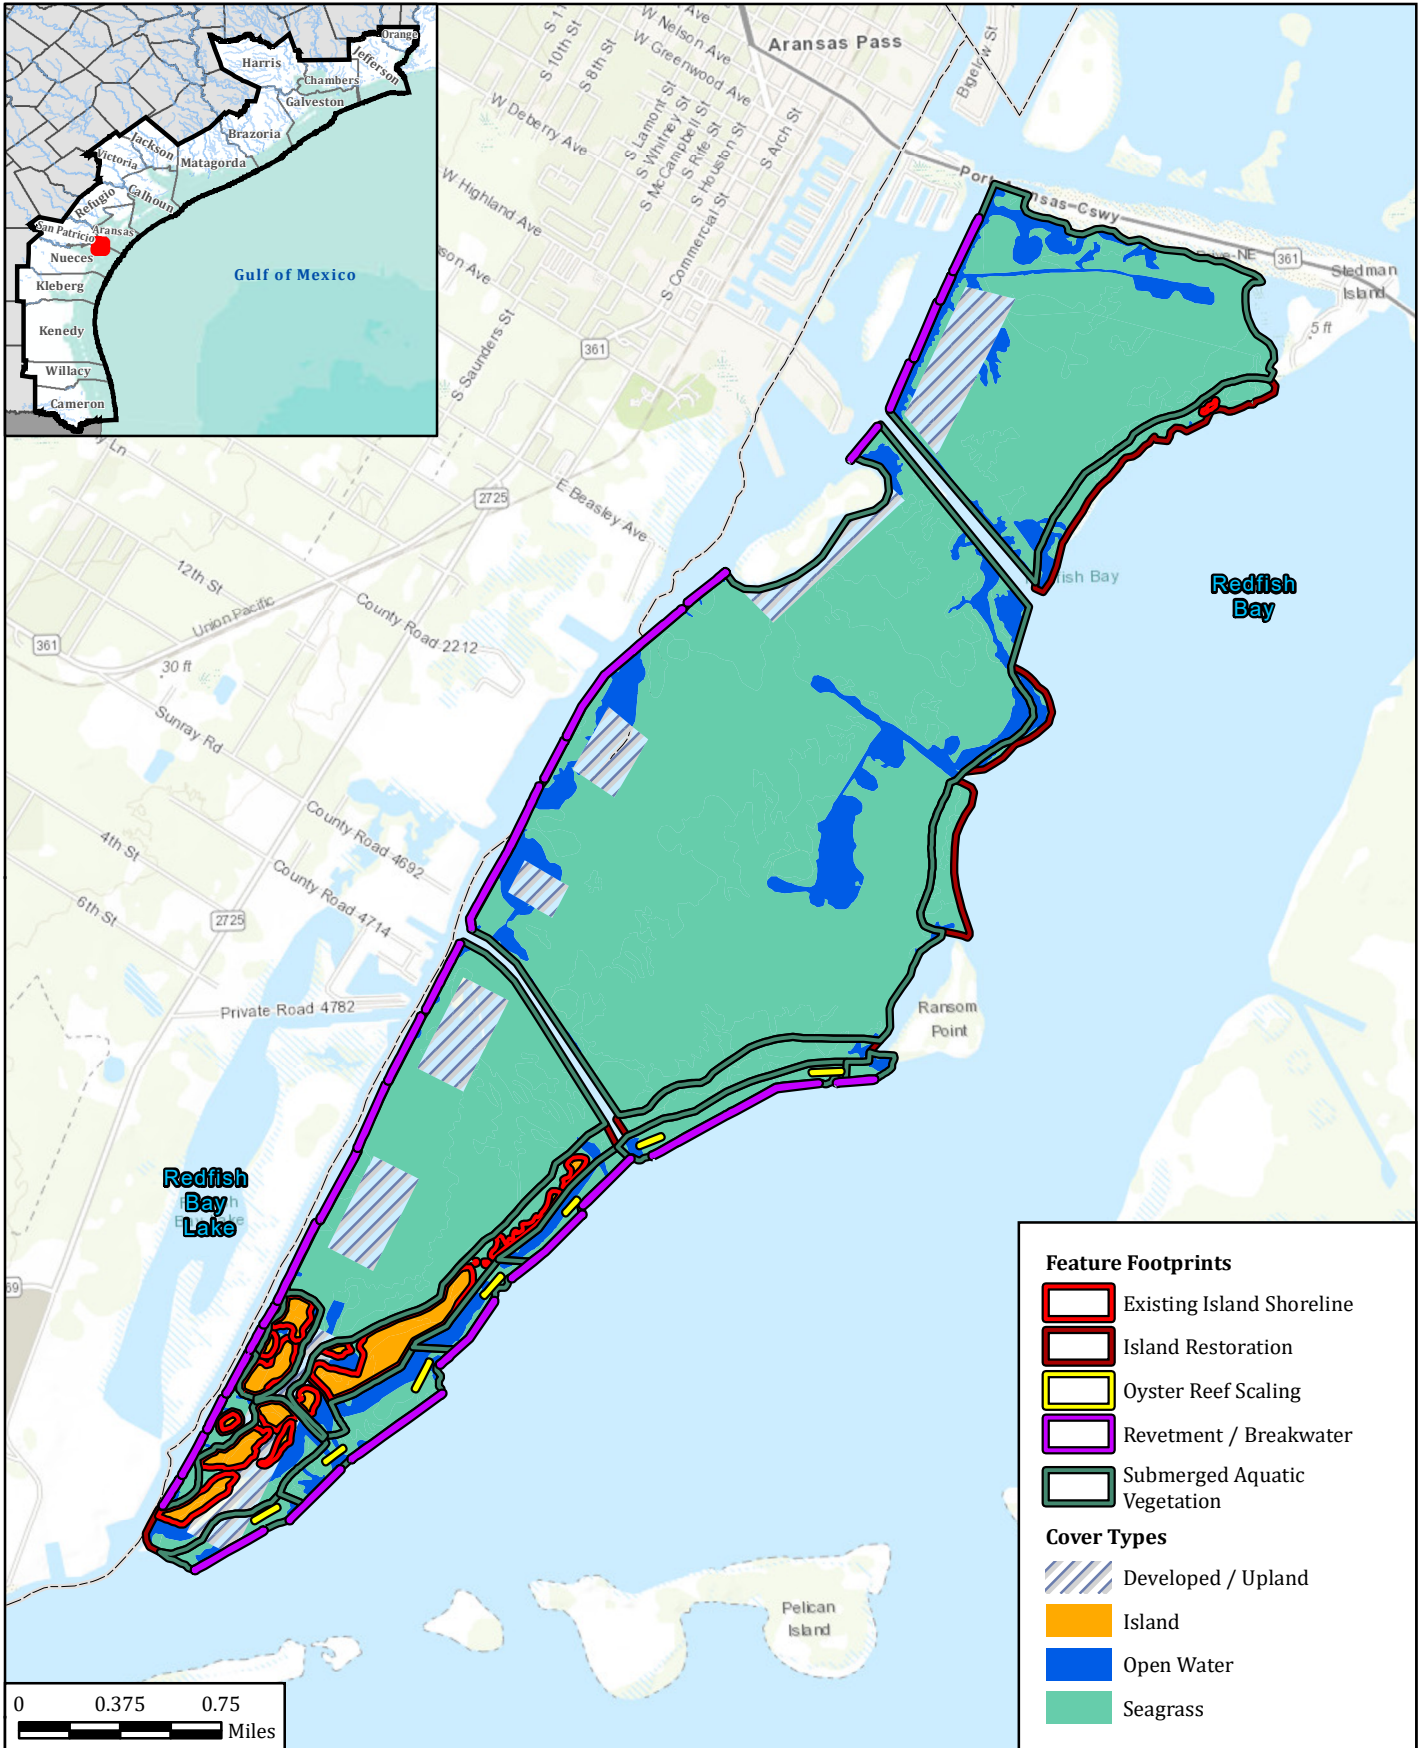 Orange
Harris
Jefferson
Chambers
Galveston
Brazoria
Jackson
Victoria
Matagorda
Calhoun
Refugio
Aransas
San Patricio
Nueces
Kleberg
Kenedy
Willacy
Cameron
Gulf of Mexico
S 10th St
S 8th St
W Nelson Ave
W Greenwood Ave
Aransas Pass
Bigelow St
W Deberry Ave
S Lamont St
S Whitney St
S McCampbell St
S Rife St
S Houston St
S Arch St
W Highland Ave
S Commercial St
S Saunders St
361
361
Stedman
Island
5 ft
2725
E Beasley Ave
12th St
Union Pacific
County Road 2212
361
30 ft
Sunray Rd
fish Bay
Redfish
Bay
County Road 4692
4th St
County Road 4714
6th St
2725
Private Road 4782
Ransom
Point
Redfish
Bay
Lake
69
Pelican
Island
0 0.375 0.75
Miles
Feature Footprints
Existing Island Shoreline
Island Restoration
Oyster Reef Scaling
Revetment / Breakwater
Submerged Aquatic
Vegetation
Cover Types
Developed / Upland
Island
Open Water
Seagrass